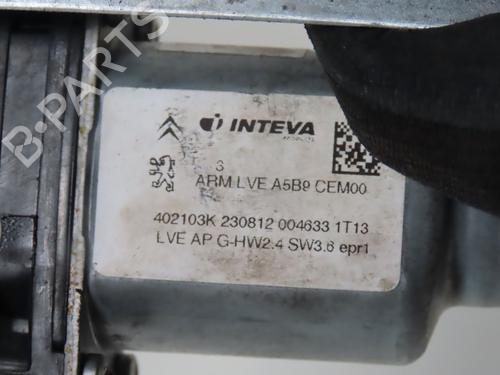 INTEVA
3
ARM LVE A5B9 CEM00
402103K 230812 004633 1T13
LVE AP G-HW2.4 SW3.6 epr1
B-PARTS